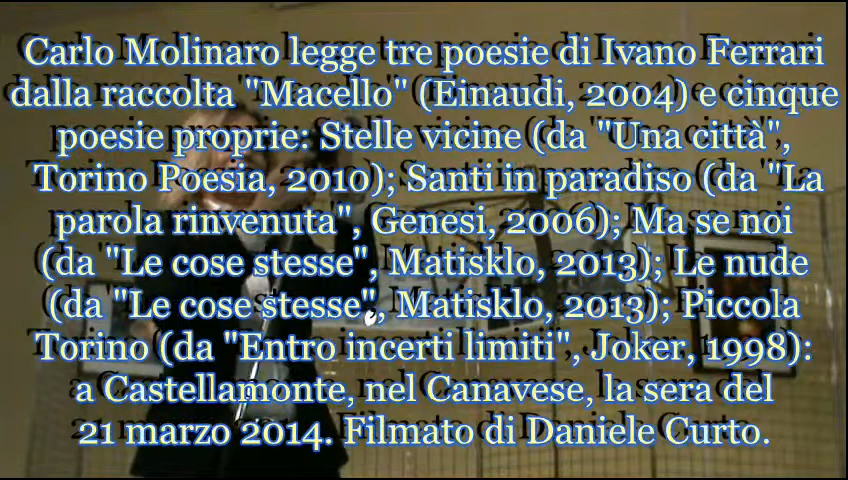 Carlo Molinaro legge tre poesie di Ivano Ferrari
dalla raccolta "Macello" (Einaudi, 2004) e cinque
poesie proprie: Stelle vicine (da "Una città",
Torino Poesia, 2010); Santi in paradiso (da "La
parola rinvenuta", Genesi, 2006); Ma se noi
(da "Le cose stesse", Matisklo, 2013); Le nude
(da "Le cose stesse", Matisklo, 2013); Piccola
Torino (da "Entro incerti limiti", Joker, 1998):
a Castellamonte, nel Canavese, la sera del
21 marzo 2014. Filmato di Daniele Curto.